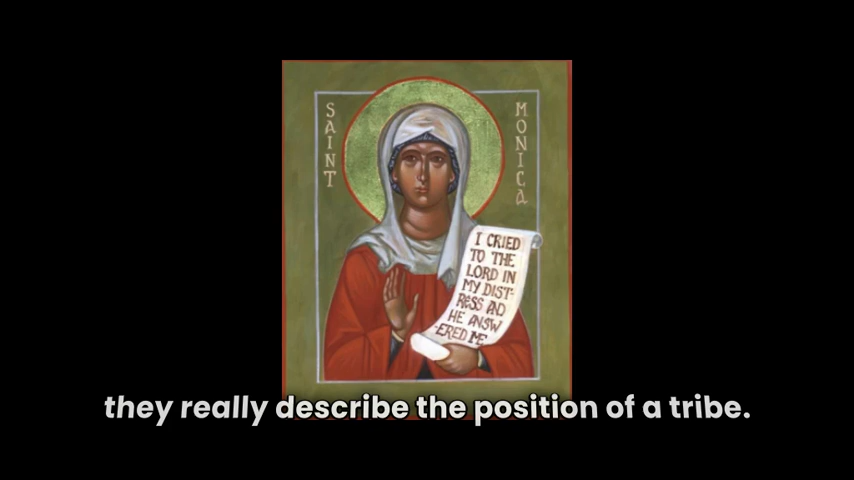 SAINT
MONICA
I CRIED
TO THE
LORD IN
MY DIST-
RESS AND
HE ANSW
-ERED ME
they really describe the position of a tribe.